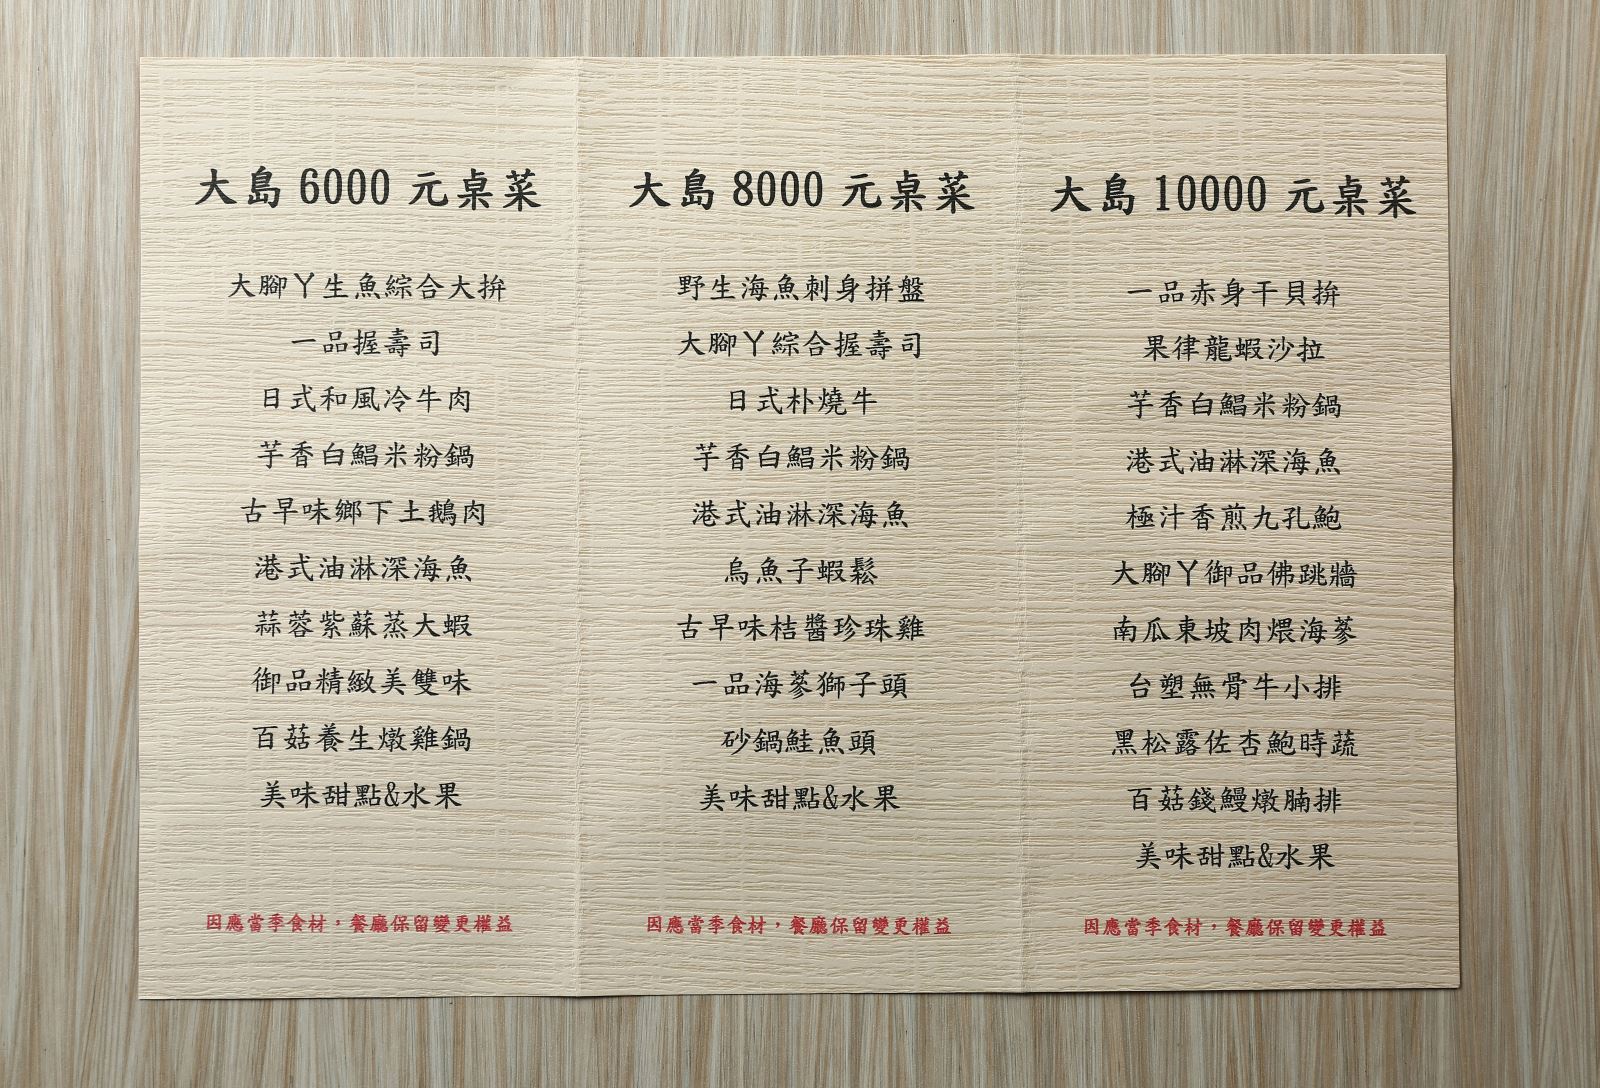 大島 6000 元桌菜
大腳丫生魚綜合大拚
一品握壽司
日式和風冷牛肉
芋香白鯧米粉鍋
古早味鄉下土鵝肉
港式油淋深海魚
蒜蓉紫蘇蒸大蝦
御品精緻美雙味
百菇養生燉雞鍋
美味甜點&水果
因應當季食材，餐廳保留變更權益
大島 8000 元桌菜
野生海魚刺身拼盤
大腳丫綜合握壽司
日式朴燒牛
芋香白鯧米粉鍋
港式油淋深海魚
烏魚子蝦鬆
古早味桔醬珍珠雞
一品海蔘獅子頭
砂鍋鮭魚頭
美味甜點&水果
因應當季食材，餐廳保留變更權益
大島 10000 元桌菜
一品赤身干貝拚
果律龍蝦沙拉
芋香白鯧米粉鍋
港式油淋深海魚
極汁香煎九孔鮑
大腳丫御品佛跳牆
南瓜東坡肉煨海蔘
台塑無骨牛小排
黑松露佐杏鮑時蔬
百菇錢鰻燉腩排
美味甜點&水果
因應當季食材，餐廳保留變更權益